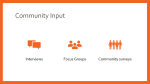 Community Input
Interviews
Focus Groups
Community surveys